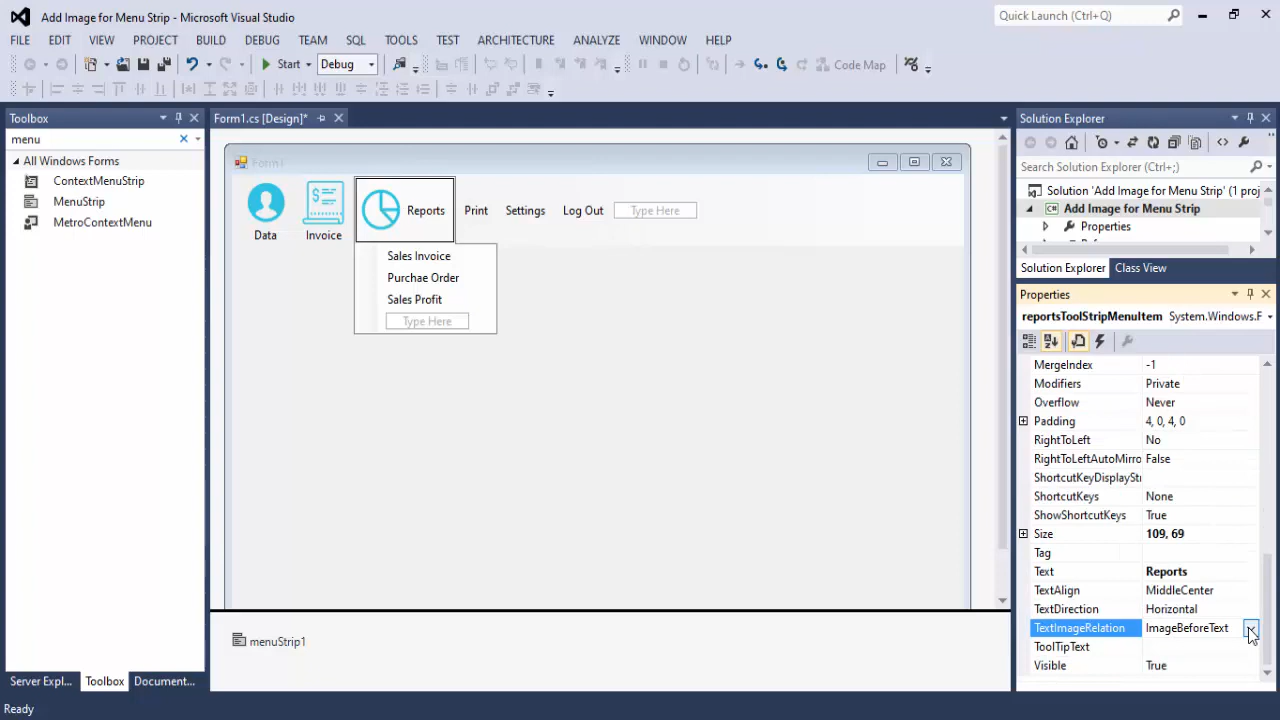 Add Image for Menu Strip - Microsoft Visual Studio
Quick Launch (Ctrl+Q)
FILE EDIT VIEW PROJECT BUILD DEBUG TEAM SQL TOOLS TEST ARCHITECTURE ANALYZE WINDOW HELP
Start Debug Code Map
Toolbox
menu
All Windows Forms
ContextMenuStrip
MenuStrip
MetroContextMenu
Form1.cs [Design]*
Form1
Data Invoice Reports Print Settings Log Out Type Here
Sales Invoice
Purchae Order
Sales Profit
Type Here
menuStrip1
Solution Explorer
Search Solution Explorer (Ctrl+;)
Solution 'Add Image for Menu Strip' (1 proj
C# Add Image for Menu Strip
Properties
Solution Explorer Class View
Properties
reportsToolStripMenuItem System.Windows.F
MergeIndex -1
Modifiers Private
Overflow Never
Padding 4, 0, 4, 0
RightToLeft No
RightToLeftAutoMirro False
ShortcutKeyDisplayStr
ShortcutKeys None
ShowShortcutKeys True
Size 109, 69
Tag
Text Reports
TextAlign MiddleCenter
TextDirection Horizontal
TextImageRelation ImageBeforeText
ToolTipText
Visible True
Server Expl... Toolbox Document...
Ready